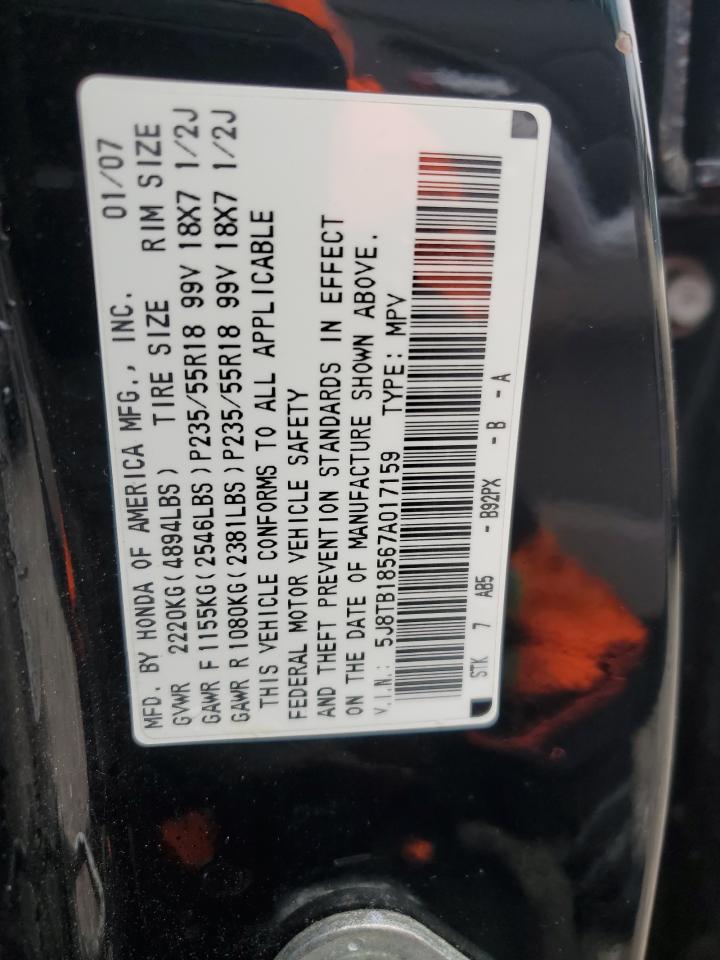 MFD. BY HONDA OF AMERICA MFG., INC. 01/07
GVWR 2220KG(4894LBS) TIRE SIZE RIM SIZE
GAWR F 1155KG(2546LBS)P235/55R18 99V 18X7 1/2J
GAWR R 1080KG(2381LBS)P235/55R18 99V 18X7 1/2J
THIS VEHICLE CONFORMS TO ALL APPLICABLE
FEDERAL MOTOR VEHICLE SAFETY
AND THEFT PREVENTION STANDARDS IN EFFECT
ON THE DATE OF MANUFACTURE SHOWN ABOVE.
V.I.N.: 5J8TB18567A017159 TYPE: MPV
STK 7 AB5 - B92PX - B - A